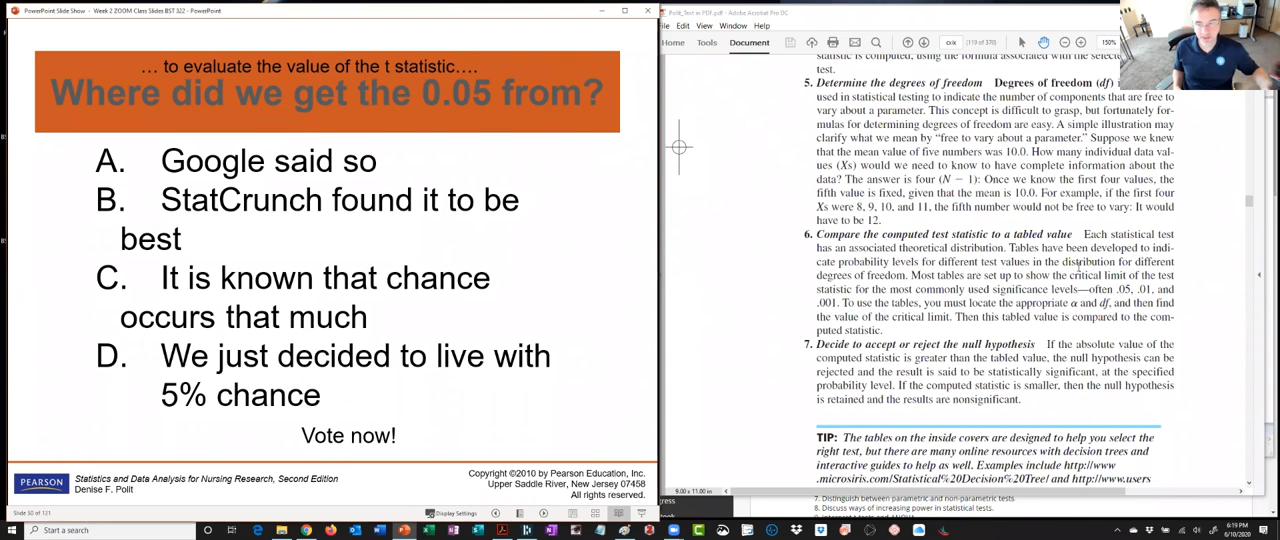 PowerPoint Slide Show - Week 2 ZOOM Class Slides BST 322 - PowerPoint
… to evaluate the value of the t statistic….
Where did we get the 0.05 from?
A. Google said so
B. StatCrunch found it to be
best
C. It is known that chance
occurs that much
D. We just decided to live with
5% chance
Vote now!
PEARSON
Statistics and Data Analysis for Nursing Research, Second Edition
Denise F. Polit
Copyright ©2010 by Pearson Education, Inc.
Upper Saddle River, New Jersey 07458
All rights reserved.
Slide 50 of 121
Display Settings
Polit_Text in PDF.pdf - Adobe Acrobat Pro DC
File Edit View Window Help
Home Tools Document
(119 of 370)
150%
statistic is computed, using the formula associated with the selected
test.
5. Determine the degrees of freedom Degrees of freedom (df)
used in statistical testing to indicate the number of components that are free to
vary about a parameter. This concept is difficult to grasp, but fortunately for-
mulas for determining degrees of freedom are easy. A simple illustration may
clarify what we mean by “free to vary about a parameter.” Suppose we knew
that the mean value of five numbers was 10.0. How many individual data val-
ues (Xs) would we need to know to have complete information about the
data? The answer is four (N − 1): Once we know the first four values, the
fifth value is fixed, given that the mean is 10.0. For example, if the first four
Xs were 8, 9, 10, and 11, the fifth number would not be free to vary: It would
have to be 12.
6. Compare the computed test statistic to a tabled value Each statistical test
has an associated theoretical distribution. Tables have been developed to indi-
cate probability levels for different test values in the distribution for different
degrees of freedom. Most tables are set up to show the critical limit of the test
statistic for the most commonly used significance levels—often .05, .01, and
.001. To use the tables, you must locate the appropriate α and df, and then find
the value of the critical limit. Then this tabled value is compared to the com-
puted statistic.
7. Decide to accept or reject the null hypothesis If the absolute value of the
computed statistic is greater than the tabled value, the null hypothesis can be
rejected and the result is said to be statistically significant, at the specified
probability level. If the computed statistic is smaller, then the null hypothesis
is retained and the results are nonsignificant.
TIP: The tables on the inside covers are designed to help you select the
right test, but there are many online resources with decision trees and
interactive guides to help as well. Examples include http://www
.microsiris.com/Statistical%20Decision%20Tree/ and http://www.users
9.00 x 11.00 in
7. Distinguish between parametric and non-parametric tests
8. Discuss ways of increasing power in statistical tests.
Start a search
6:19 PM
6/10/2020